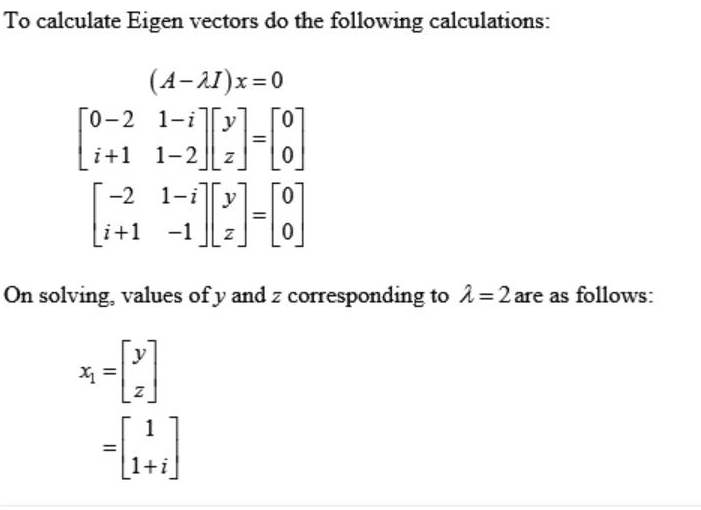 To calculate Eigen vectors do the following calculations:
(A−λI)x=0
[0−2 1−i; i+1 1−2][y; z]=[0; 0]
[−2 1−i; i+1 −1][y; z]=[0; 0]
On solving, values of y and z corresponding to λ=2 are as follows:
x₁=[y; z]
=[1; 1+i]